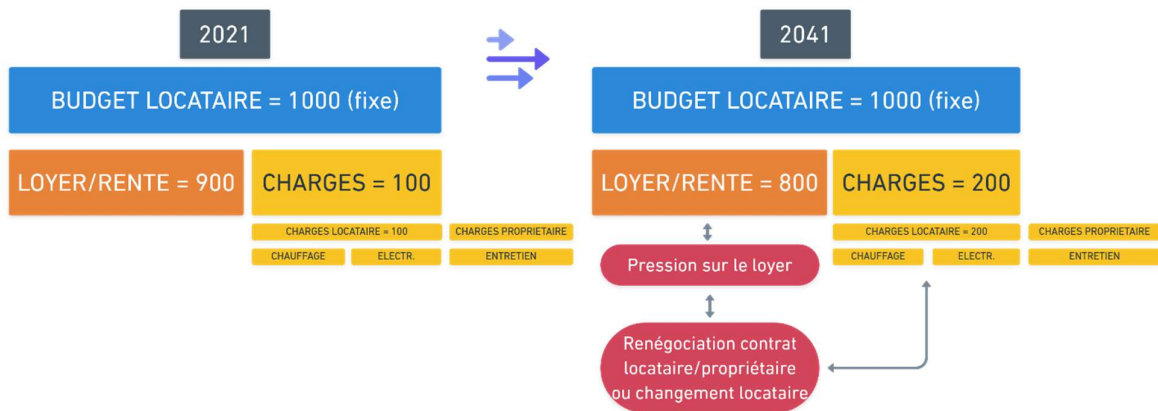 2021
BUDGET LOCATAIRE = 1000 (fixe)
LOYER/RENTE = 900
CHARGES = 100
CHARGES LOCATAIRE = 100
CHARGES PROPRIETAIRE
CHAUFFAGE
ELECTR.
ENTRETIEN
2041
BUDGET LOCATAIRE = 1000 (fixe)
LOYER/RENTE = 800
CHARGES = 200
CHARGES LOCATAIRE = 200
CHARGES PROPRIETAIRE
CHAUFFAGE
ELECTR.
ENTRETIEN
Pression sur le loyer
Renégociation contrat
locataire/propriétaire
ou changement locataire